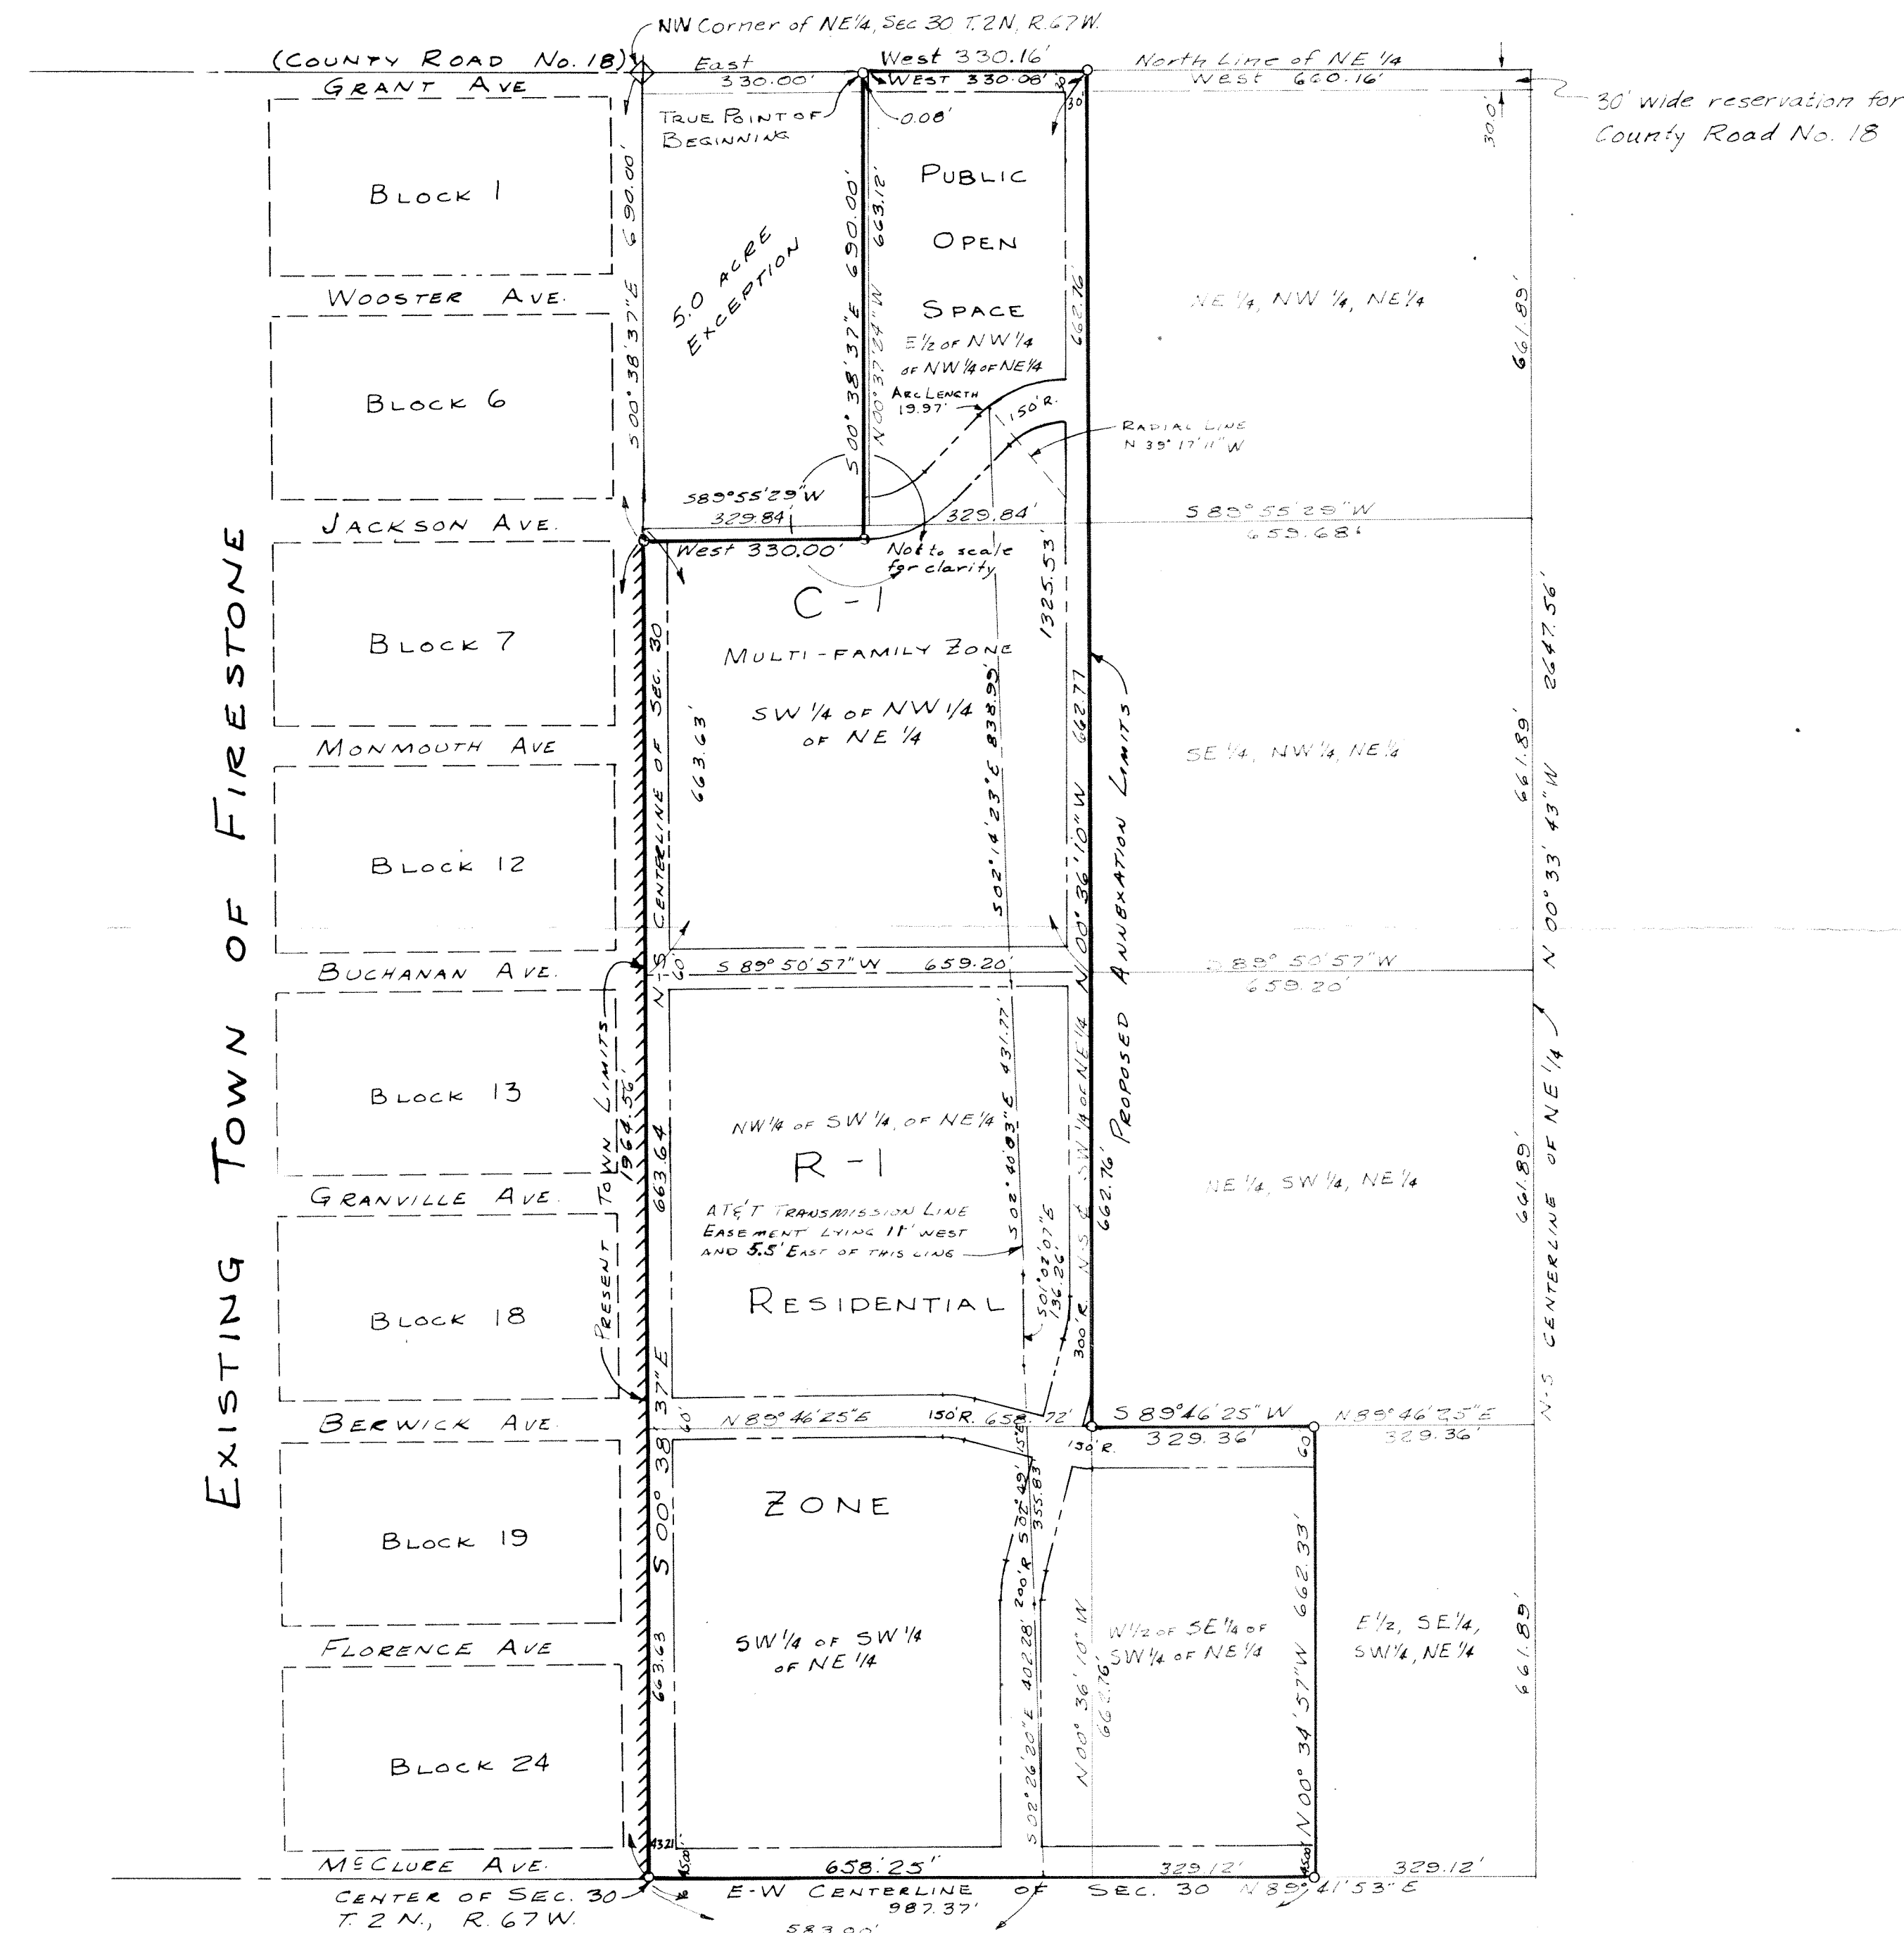 NW Corner of NE1/4, Sec 30 T.2N, R.67W.
(COUNTY ROAD No. 18)
GRANT AVE
East
330.00'
West 330.16'
WEST 330.08'
North Line of NE 1/4
West 660.16'
30'
30.0'
30' wide reservation for
County Road No. 18
TRUE POINT OF
BEGINNING
0.08'
BLOCK 1
WOOSTER AVE.
BLOCK 6
JACKSON AVE.
BLOCK 7
MONMOUTH AVE
BLOCK 12
BUCHANAN AVE.
BLOCK 13
GRANVILLE AVE.
BLOCK 18
BERWICK AVE.
BLOCK 19
FLORENCE AVE
BLOCK 24
McCLURE AVE.
EXISTING TOWN OF FIRESTONE
S 00° 38' 37" E 690.00'
5.0 ACRE
EXCEPTION
S 00° 38' 37" E 690.00'
N 00° 37' 24" W 663.12'
PUBLIC
OPEN
SPACE
E 1/2 OF NW 1/4
OF NW 1/4 OF NE 1/4
ARC LENGTH
19.97'
150' R.
RADIAL LINE
N 39° 17' 11" W
662.76'
NE 1/4, NW 1/4, NE 1/4
661.89'
S 89° 55' 29" W
329.84'
329.84'
S 89° 55' 29" W
659.68'
West 330.00'
Not to scale
for clarity
1325.53'
C-1
MULTI-FAMILY ZONE
SW 1/4 OF NW 1/4
OF NE 1/4
663.63'
N-S CENTERLINE OF SEC. 30
S 02° 14' 23" E 838.99'
N 00° 36' 10" W 662.77
PROPOSED ANNEXATION LIMITS
SE 1/4, NW 1/4, NE 1/4
661.89'
N 00° 33' 43" W 2647.56'
60'
S 89° 50' 57" W 659.20'
S 89° 50' 57" W
659.20'
PRESENT TOWN LIMITS
1964.56'
663.64
NW 1/4 OF SW 1/4, OF NE 1/4
R-1
AT&T TRANSMISSION LINE
EASEMENT LYING 11' WEST
AND 5.5' EAST OF THIS LINE
RESIDENTIAL
S 02° 40' 03" E 431.77'
S 01° 02' 07" E
136.26'
300' R.
N-S ℄ SW 1/4 OF NE 1/4
662.76'
NE 1/4, SW 1/4, NE 1/4
661.89'
N-S CENTERLINE OF NE 1/4
S 00° 38' 37" E
60'
N 89° 46' 25" E
150' R.
658.72'
150' R.
S 89° 46' 25" W
329.36'
N 89° 46' 25" E
329.36'
60'
ZONE
355.83'
200' R
SW 1/4 OF SW 1/4
OF NE 1/4
663.63
S 02° 26' 20" E 402.28'
N 00° 36' 10" W
662.76'
W 1/2 OF SE 1/4 OF
SW 1/4 OF NE 1/4
N 00° 34' 57" W 662.33'
E 1/2, SE 1/4,
SW 1/4, NE 1/4
661.89'
658.25'
329.12'
329.12'
CENTER OF SEC. 30
T. 2 N., R. 67 W.
E-W CENTERLINE OF SEC. 30 N 89° 41' 53" E
987.37'